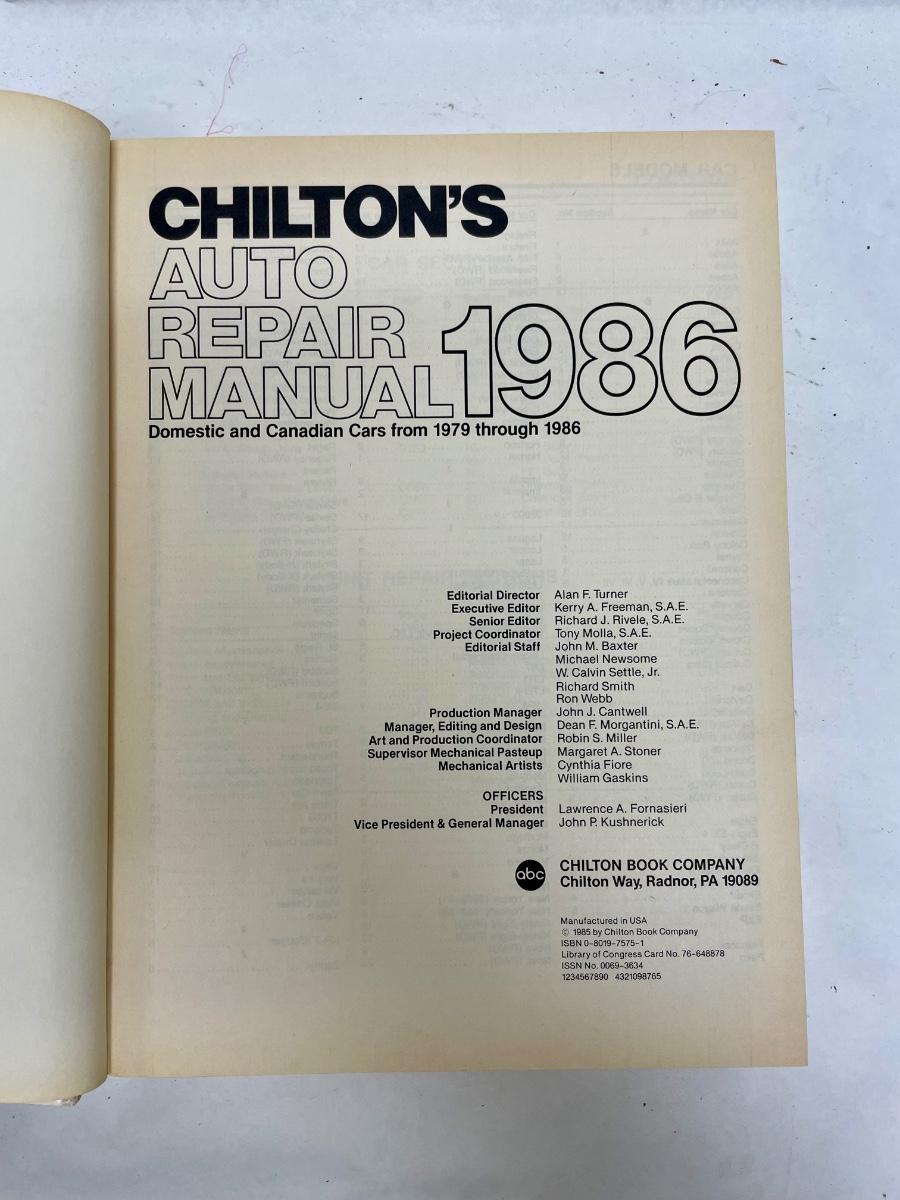 CHILTON'S
AUTO
REPAIR
MANUAL 1986
Domestic and Canadian Cars from 1979 through 1986
Editorial Director Alan F. Turner
Executive Editor Kerry A. Freeman, S.A.E.
Senior Editor Richard J. Rivele, S.A.E.
Project Coordinator Tony Molla, S.A.E.
Editorial Staff John M. Baxter
Michael Newsome
W. Calvin Settle, Jr.
Richard Smith
Ron Webb
Production Manager John J. Cantwell
Manager, Editing and Design Dean F. Morgantini, S.A.E.
Art and Production Coordinator Robin S. Miller
Supervisor Mechanical Pasteup Margaret A. Stoner
Mechanical Artists Cynthia Fiore
William Gaskins
OFFICERS
President Lawrence A. Fornasieri
Vice President & General Manager John P. Kushnerick
abc CHILTON BOOK COMPANY
Chilton Way, Radnor, PA 19089
Manufactured in USA
© 1985 by Chilton Book Company
ISBN 0-8019-7575-1
Library of Congress Card No. 76-648878
ISSN No. 0069-3634
1234567890 4321098765